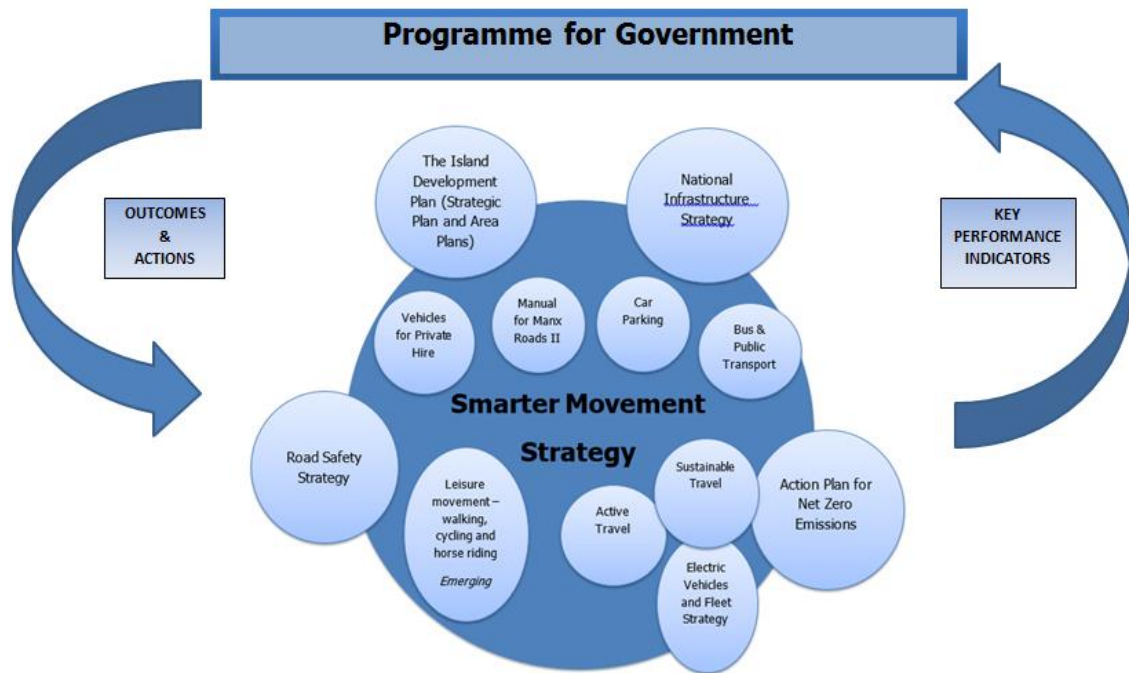 Programme for Government
The Island
Development
Plan (Strategic
Plan and Area
Plans)
National
Infrastructure
Strategy
OUTCOMES
&
ACTIONS
KEY
PERFORMANCE
INDICATORS
Vehicles
for Private
Hire
Manual
for Manx
Roads II
Car
Parking
Bus &
Public
Transport
Smarter Movement
Strategy
Road Safety
Strategy
Leisure
movement –
walking,
cycling and
horse riding
Emerging
Active
Travel
Sustainable
Travel
Action Plan for
Net Zero
Emissions
Electric
Vehicles
and Fleet
Strategy